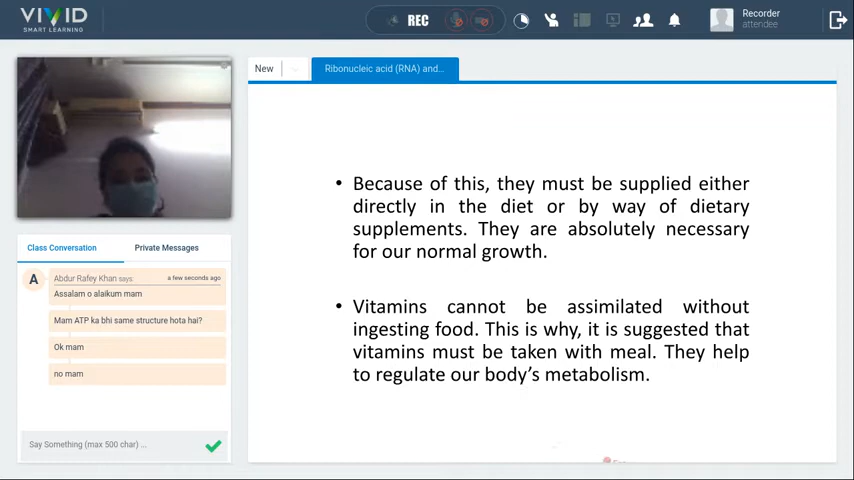 VIVID
SMART LEARNING
REC
Recorder
attendee
New
Ribonucleic acid (RNA) and...
Class Conversation
Private Messages
A
Abdur Rafey Khan says
a few seconds ago
Assalam o alaikum mam
Mam ATP ka bhi same structure hota hai?
Ok mam
no mam
Say Something (max 500 char) ...
• Because of this, they must be supplied either
directly in the diet or by way of dietary
supplements. They are absolutely necessary
for our normal growth.
• Vitamins cannot be assimilated without
ingesting food. This is why, it is suggested that
vitamins must be taken with meal. They help
to regulate our body's metabolism.